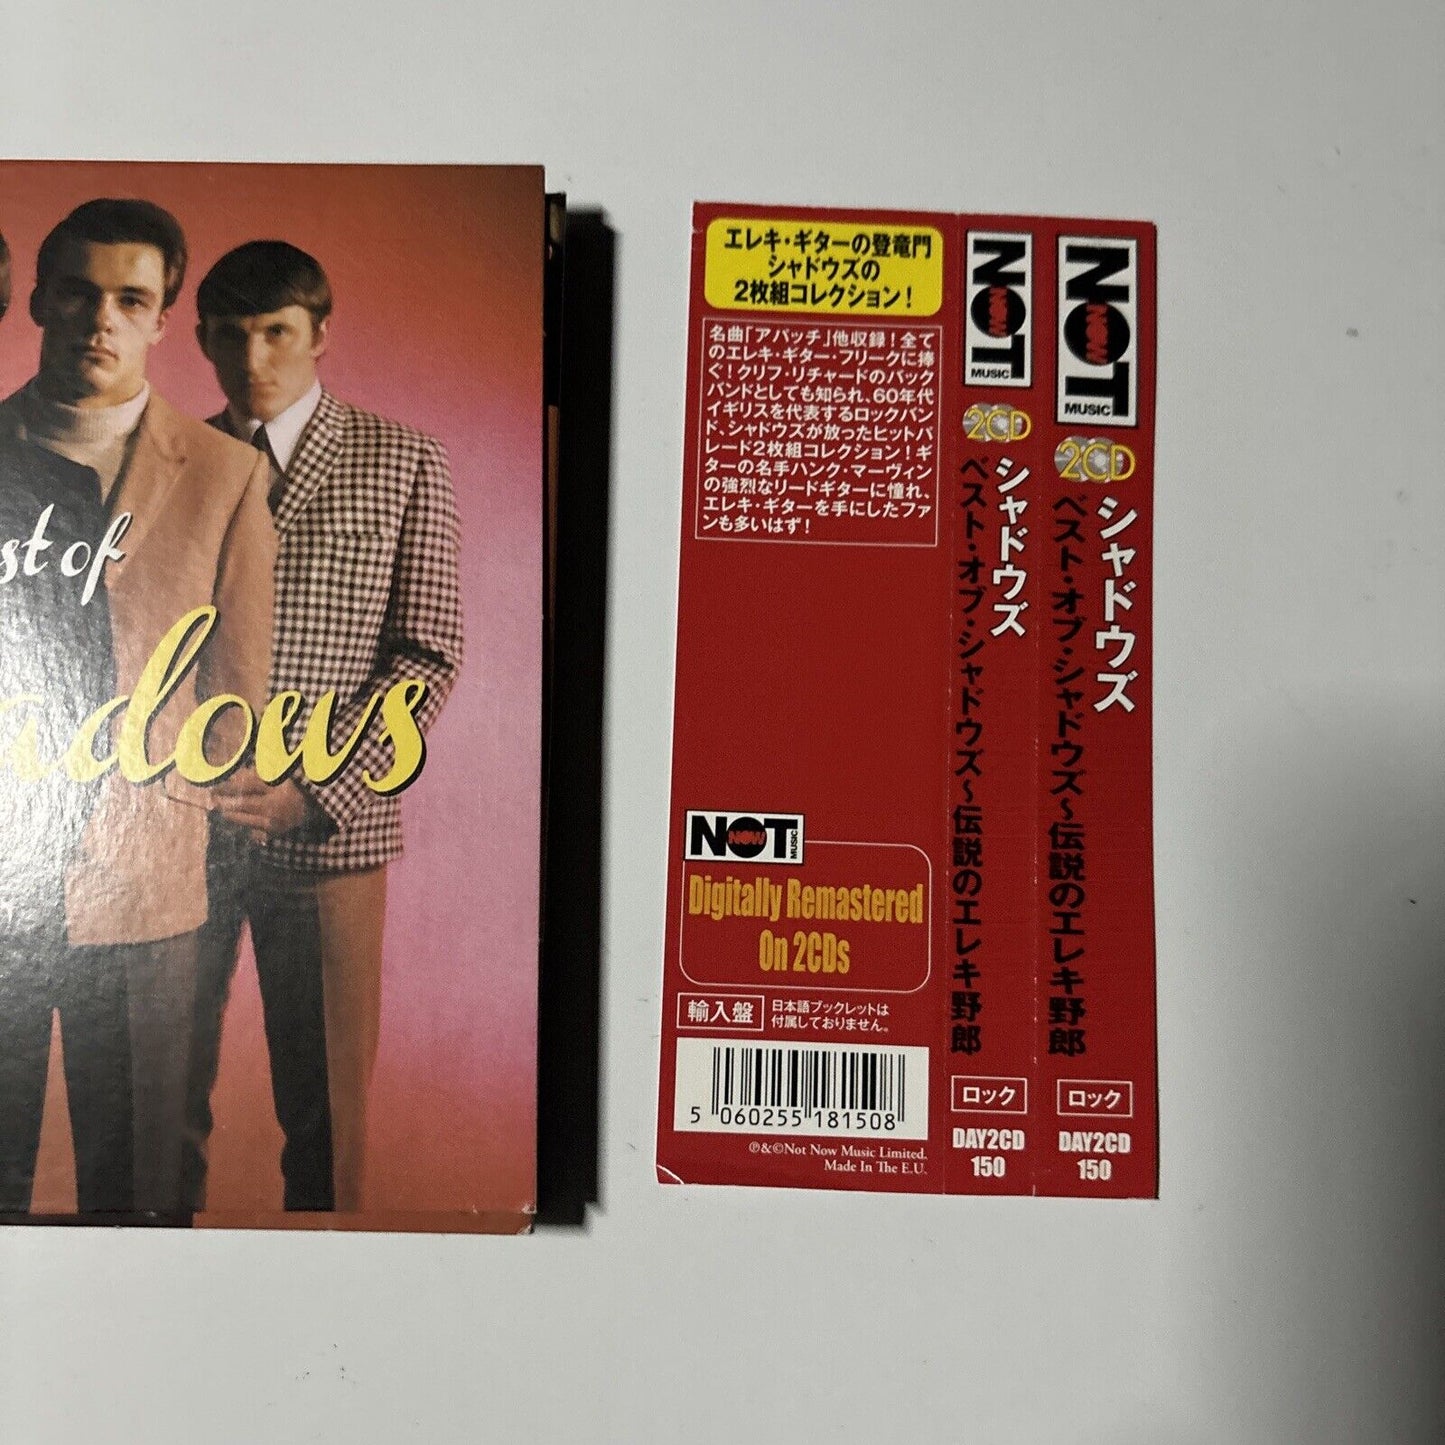 st of
adows
エレキ・ギターの登竜門
シャドウズの
2枚組コレクション!
名曲「アパッチ」他収録!全て
のエレキ・ギター・フリークに捧
ぐ!クリフ・リチャードのバック
バンドとしても知られ、60年代
イギリスを代表するロックバン
ド、シャドウズが放ったヒットパ
レード2枚組コレクション!ギ
ターの名手ハンク・マーヴィン
の強烈なリードギターに憧れ、
エレキ・ギターを手にしたファ
ンも多いはず!
NOT
NOW
MUSIC
Digitally Remastered
On 2CDs
輸入盤
日本語ブックレットは
付属しておりません。
5 060255 181508
℗&©Not Now Music Limited.
Made In The E.U.
NOT
NOW
MUSIC
2CD
シャドウズ
ベスト・オブ・シャドウズ〜伝説のエレキ野郎
ロック
DAY2CD
150
NOT
NOW
MUSIC
2CD
シャドウズ
ベスト・オブ・シャドウズ〜伝説のエレキ野郎
ロック
DAY2CD
150